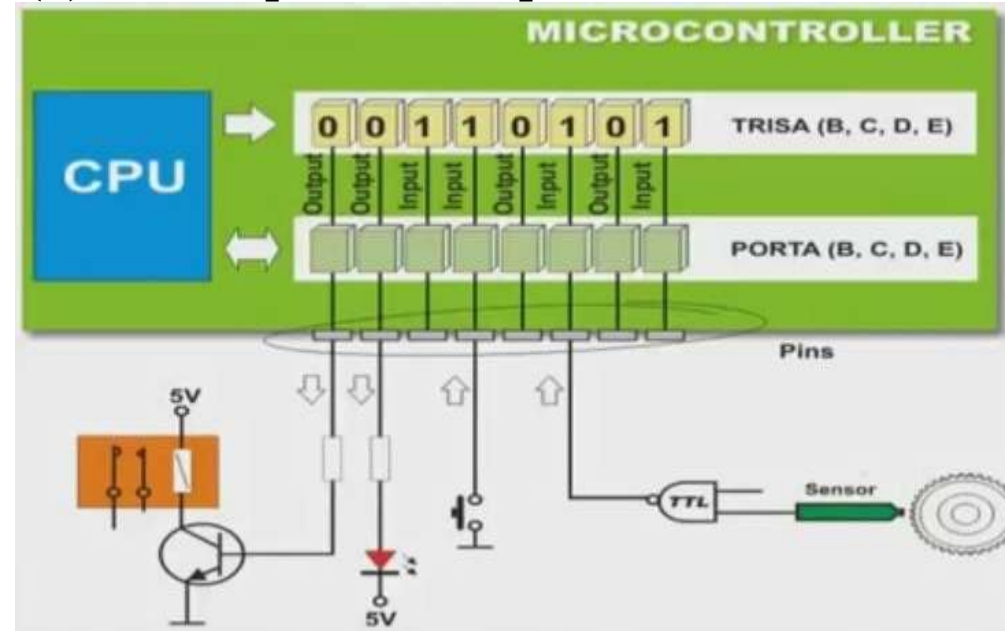 MICROCONTROLLER
CPU
0 0 1 1 0 1 0 1 TRISA (B, C, D, E)
Output Output Input Input Output Input Output Input
PORTA (B, C, D, E)
Pins
5V
TTL
Sensor
5V